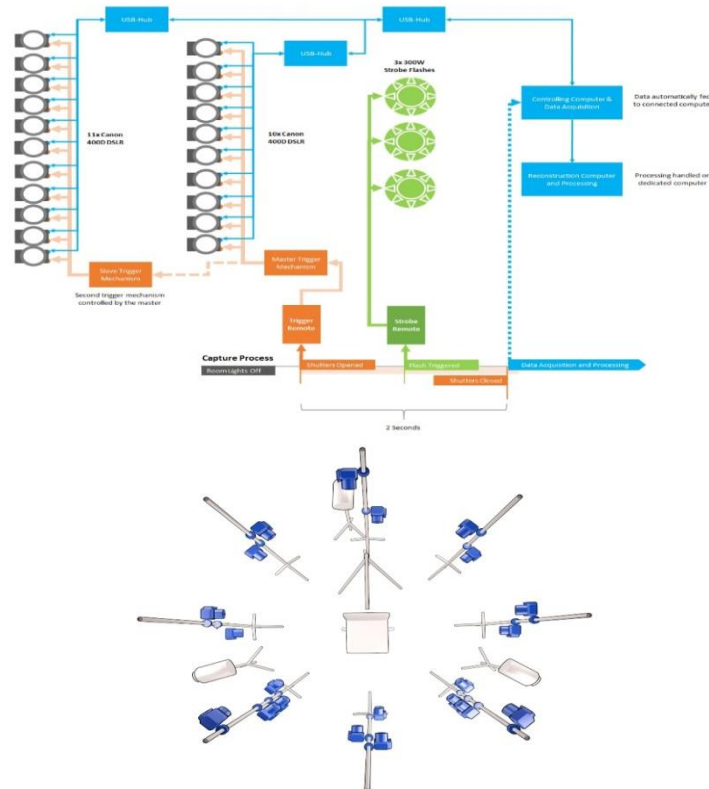 USB-Hub
USB-Hub
USB-Hub
3x 300W
Strobe Flashes
11x Canon
400D DSLR
10x Canon
400D DSLR
Controlling Computer &
Data Acquisition
Data automatically fed
to connected compute
Reconstruction Computer
and Processing
Processing handled on
dedicated computer
Slave Trigger
Mechanism
Second trigger mechanism
controlled by the master
Master Trigger
Mechanism
Trigger
Remote
Strobe
Remote
Capture Process
Room Lights Off
Shutters Opened
Flash Triggered
Shutters Closed
Data Acquisition and Processing
2 Seconds